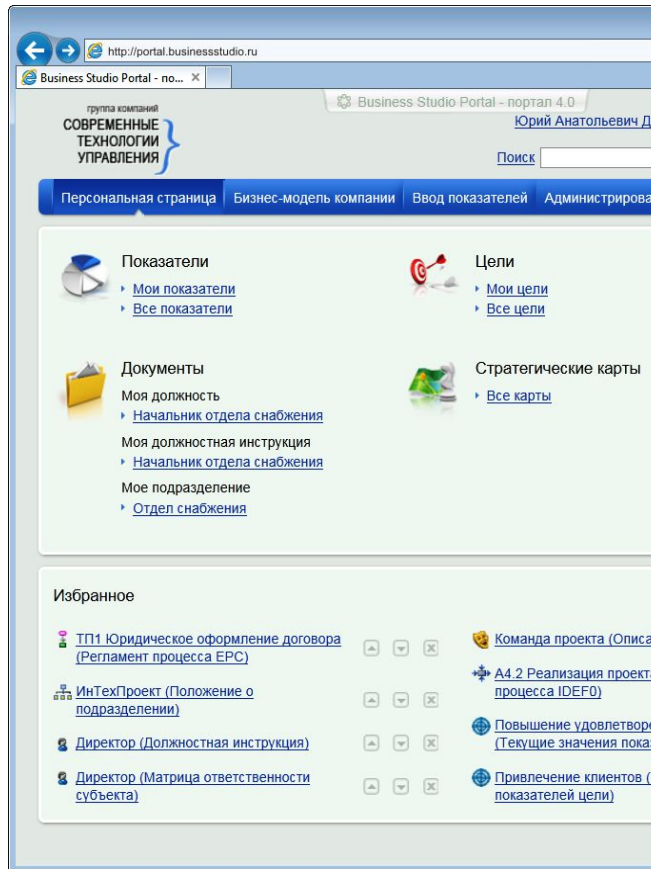 http://portal.businessstudio.ru
Business Studio Portal - по...
группа компаний
СОВРЕМЕННЫЕ
ТЕХНОЛОГИИ
УПРАВЛЕНИЯ
Business Studio Portal - портал 4.0
Юрий Анатольевич Д
Поиск
Персональная страница Бизнес-модель компании Ввод показателей Администрирова
Показатели
Мои показатели
Все показатели
Цели
Мои цели
Все цели
Документы
Моя должность
Начальник отдела снабжения
Моя должностная инструкция
Начальник отдела снабжения
Мое подразделение
Отдел снабжения
Стратегические карты
Все карты
Избранное
ТП1 Юридическое оформление договора
(Регламент процесса EPC)
ИнТехПроект (Положение о
подразделении)
Директор (Должностная инструкция)
Директор (Матрица ответственности
субъекта)
Команда проекта (Описа
A4.2 Реализация проекта
процесса IDEF0)
Повышение удовлетворе
(Текущие значения пока
Привлечение клиентов (
показателей цели)